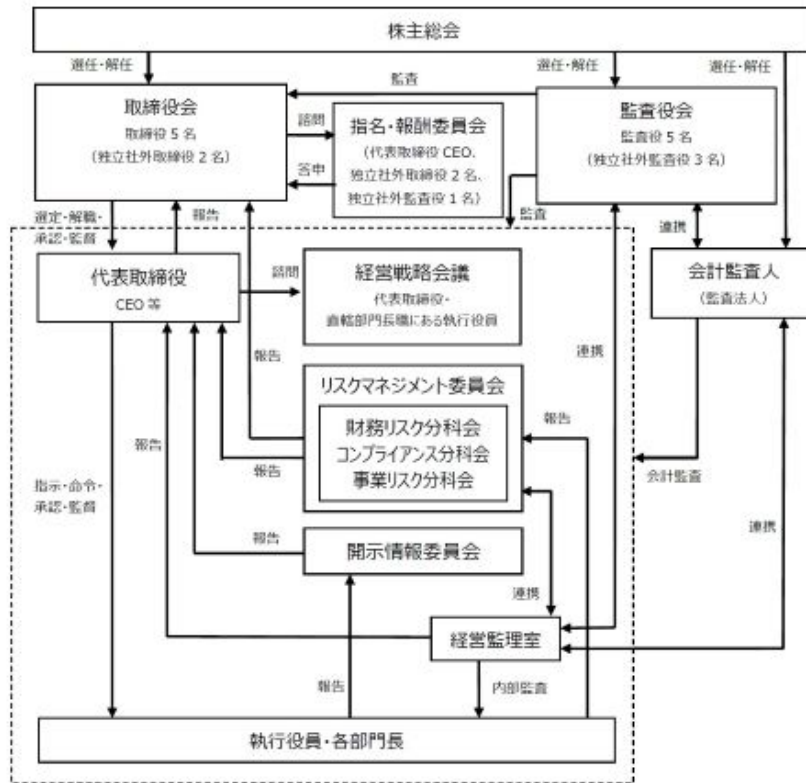 株主総会
選任・解任
選任・解任
選任・解任
監査
取締役会
取締役5名
(独立社外取締役2名)
諮問
答申
指名・報酬委員会
(代表取締役CEO、
独立社外取締役2名、
独立社外監査役1名)
監査役会
監査役5名
(独立社外監査役3名)
選定・解職・
承認・監督
報告
監査
連携
代表取締役
CEO等
諮問
経営戦略会議
代表取締役・
直轄部門長職にある執行役員
会計監査人
(監査法人)
報告
連携
リスクマネジメント委員会
財務リスク分科会
コンプライアンス分科会
事業リスク分科会
報告
報告
報告
会計監査
指示・命令・
承認・監督
報告
開示情報委員会
連携
連携
経営監理室
報告
内部監査
執行役員・各部門長